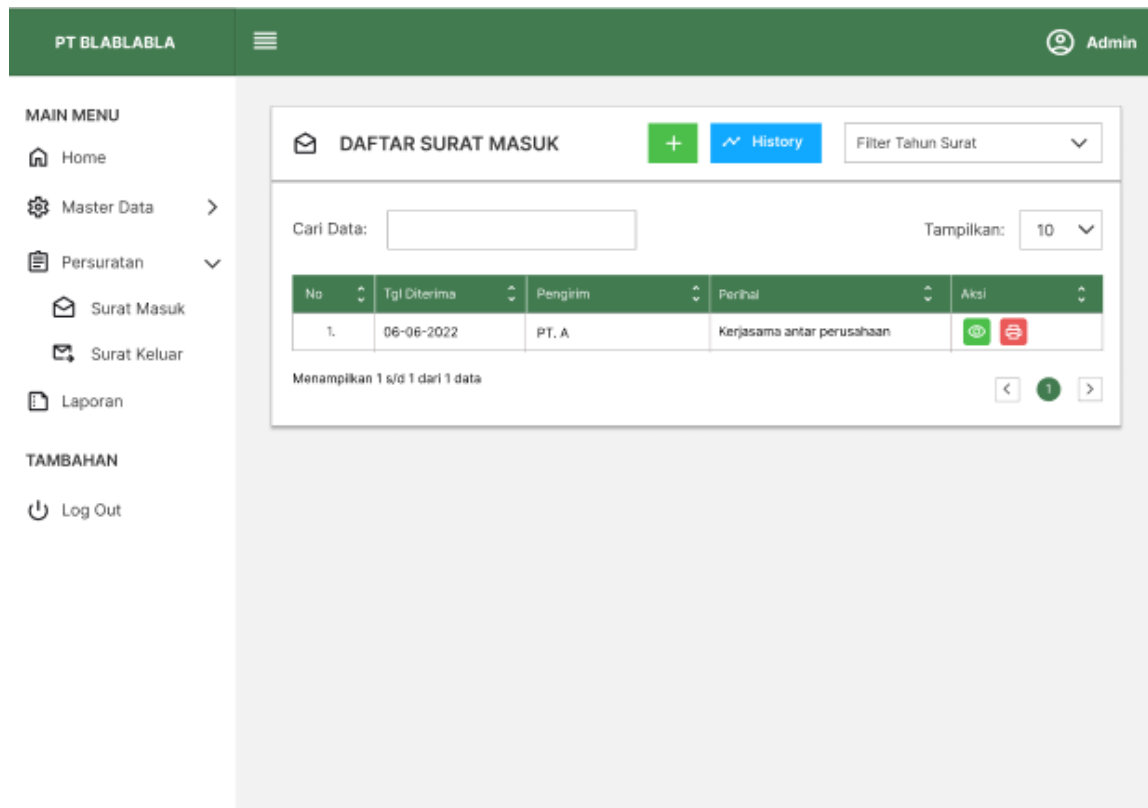 PT BLABLABLA
Admin
MAIN MENU
Home
Master Data
Persuratan
Surat Masuk
Surat Keluar
Laporan
TAMBAHAN
Log Out
DAFTAR SURAT MASUK
+ History
Filter Tahun Surat
Cari Data:
Tampilkan: 10
No Tgl Diterima Pengirim Perihal Aksi
1. 06-06-2022 PT. A Kerjasama antar perusahaan
Menampilkan 1 s/d 1 dari 1 data
< 1 >